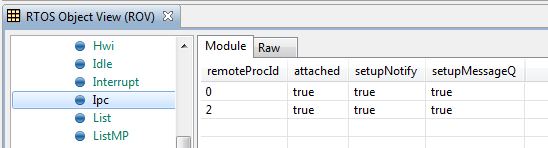 RTOS Object View (ROV)
Hwi
Idle
Interrupt
Ipc
List
ListMP
Module Raw
remoteProcId attached setupNotify setupMessageQ
0 true true true
2 true true true